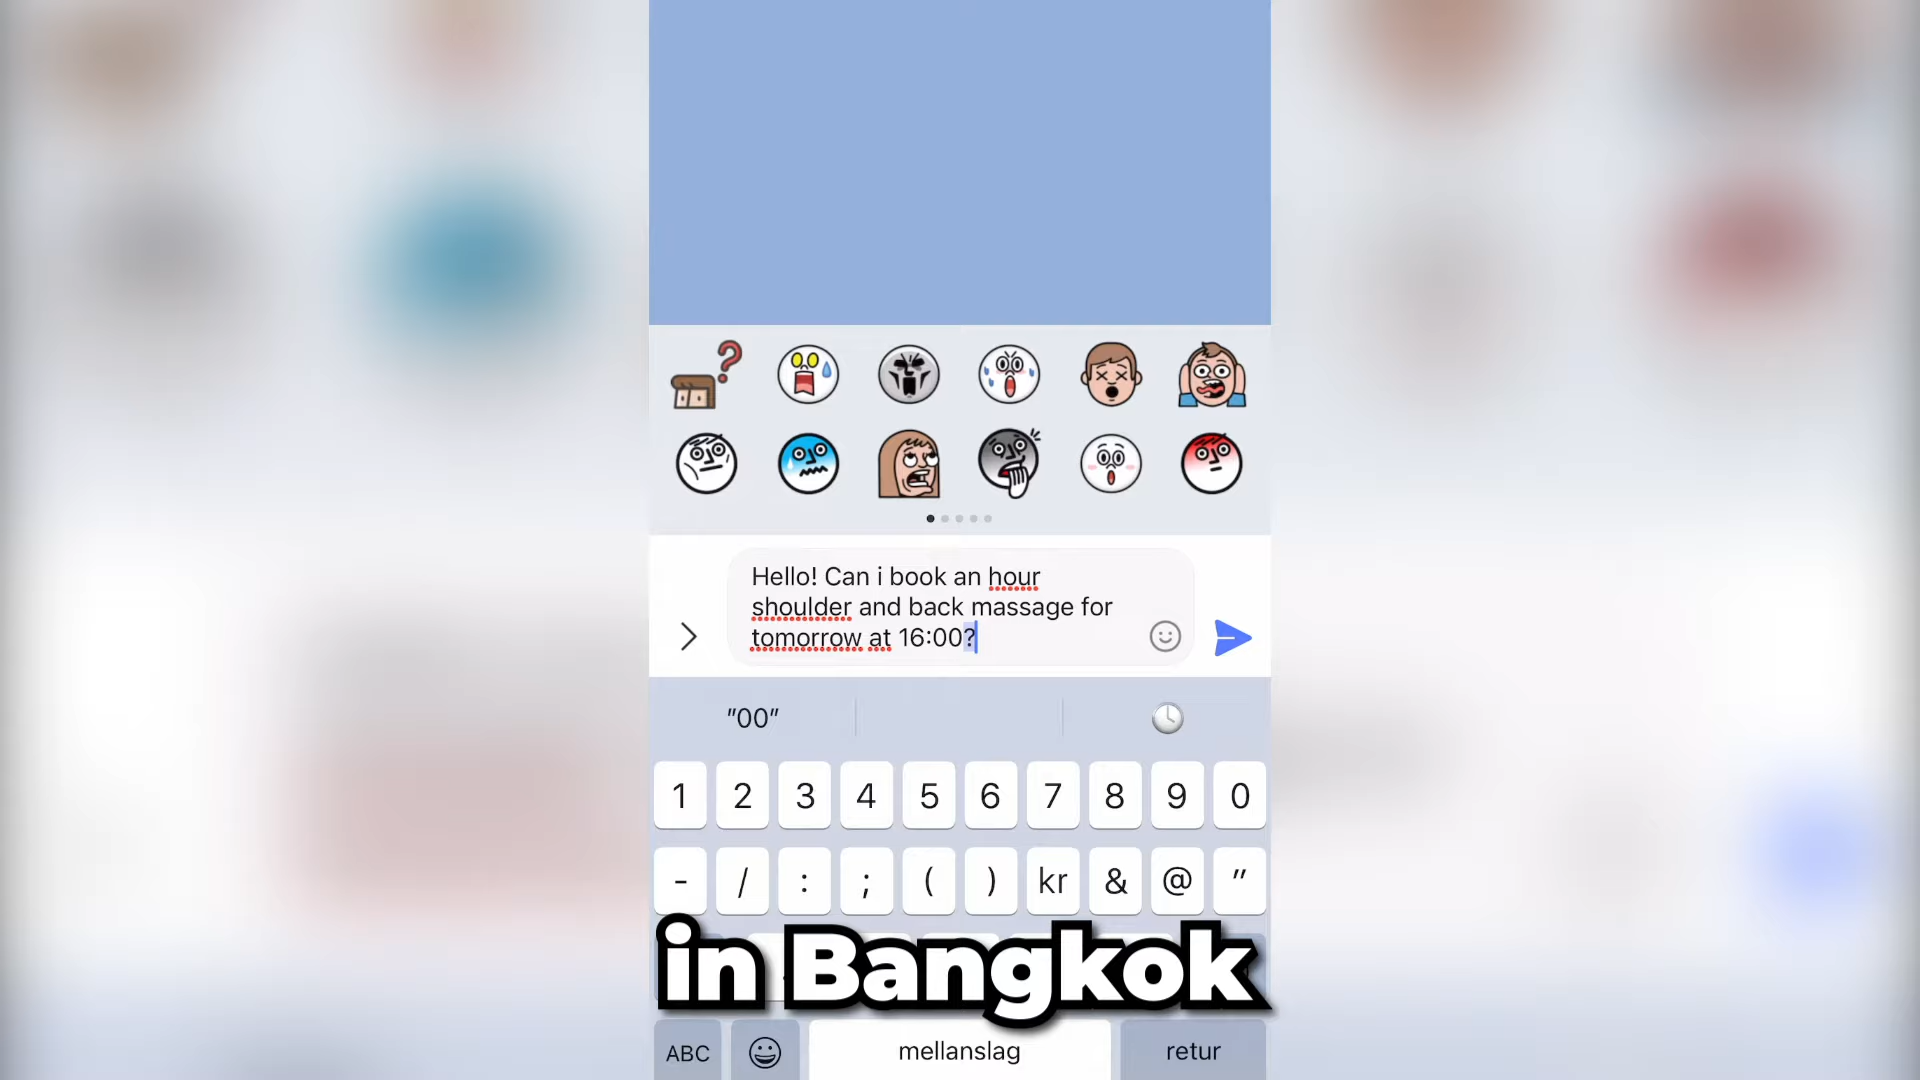 Hello! Can i book an hour
shoulder and back massage for
tomorrow at 16:00?
"00"
1 2 3 4 5 6 7 8 9 0
- / : ; ( ) kr & @ "
in Bangkok
ABC mellanslag retur